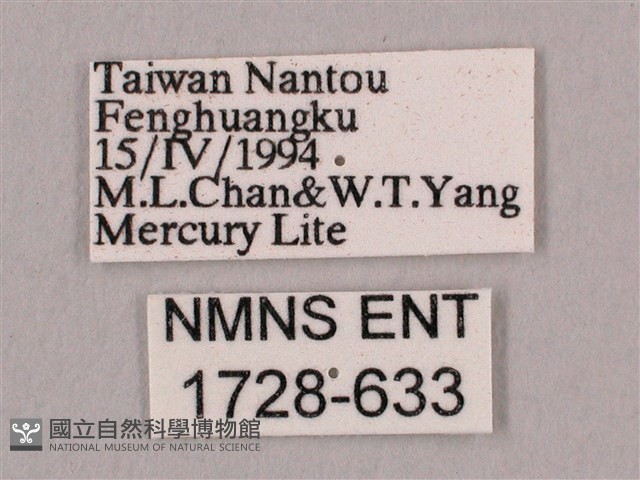 Taiwan Nantou
Fenghuangku
15/IV/1994
M.L.Chan&W.T.Yang
Mercury Lite
NMNS ENT
1728-633
國立自然科學博物館
NATIONAL MUSEUM OF NATURAL SCIENCE